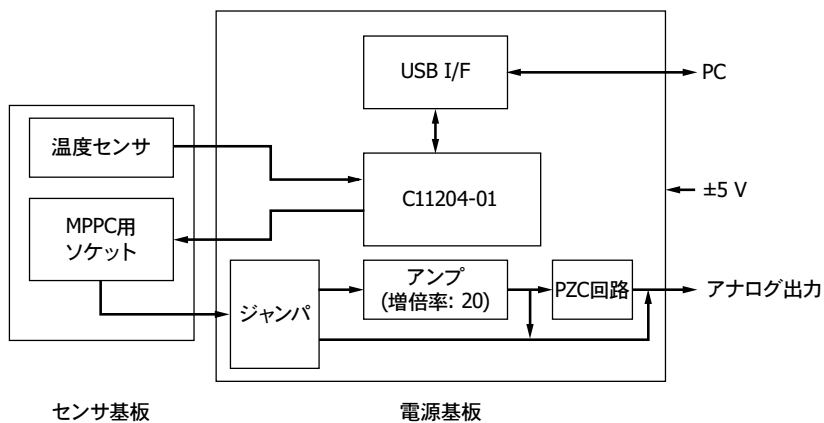 USB I/F
PC
温度センサ
C11204-01
±5 V
MPPC用
ソケット
ジャンパ
アンプ
(増倍率: 20)
PZC回路
アナログ出力
センサ基板
電源基板